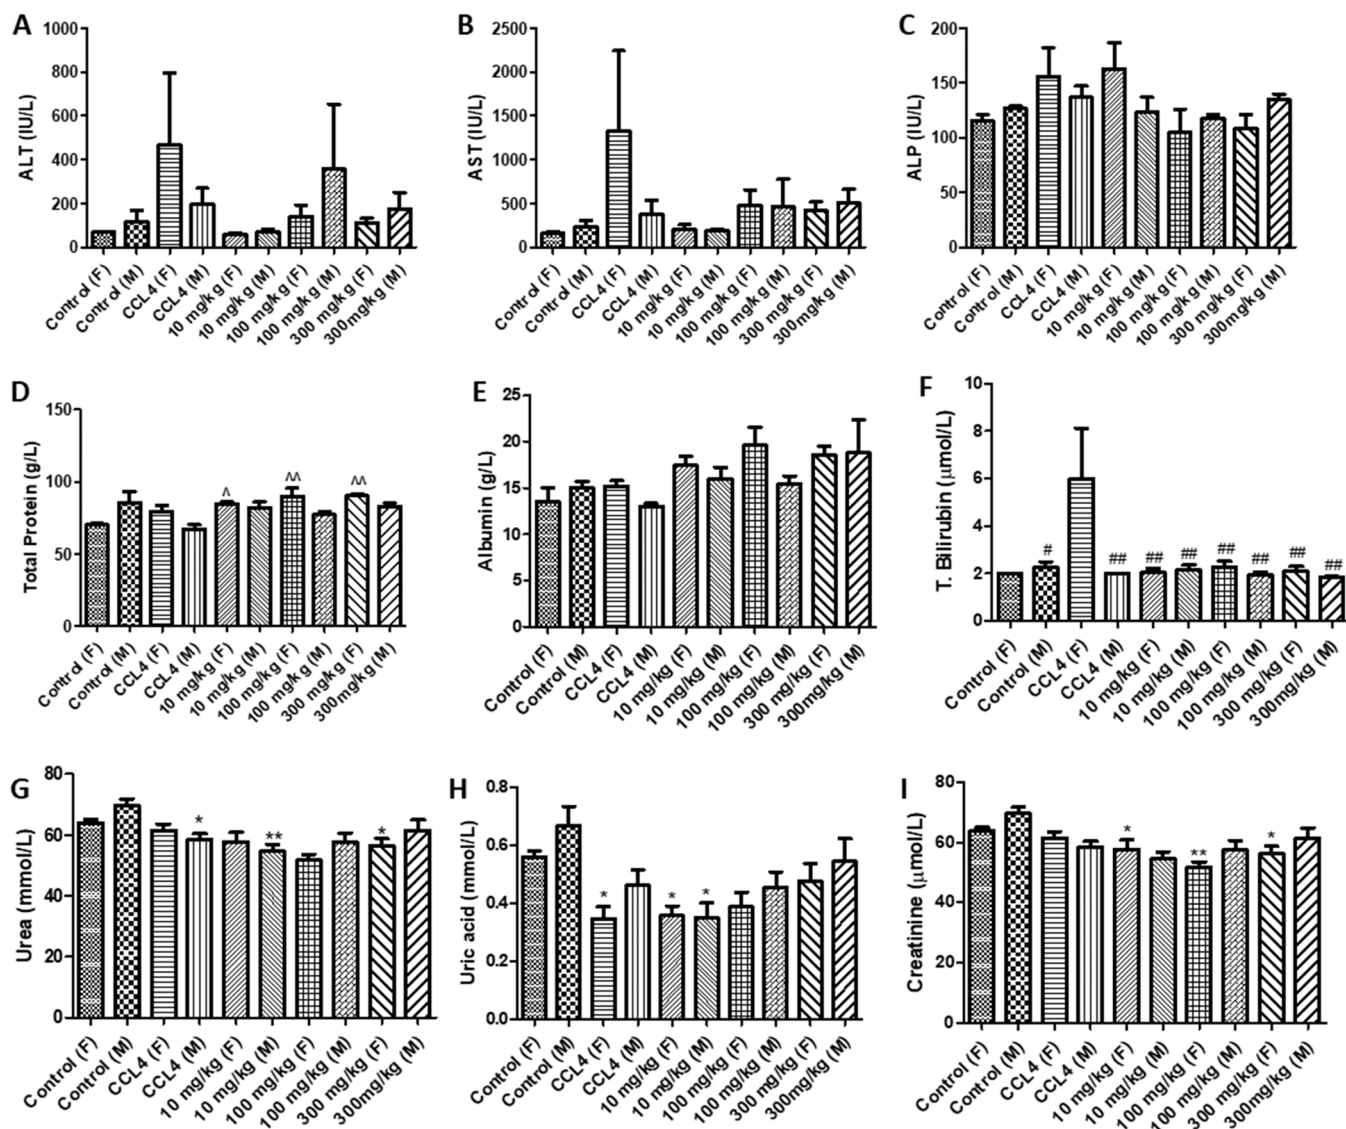 A
ALT (IU/L)
1000
800
600
400
200
0
Control (F)
Control (M)
CCL4 (F)
CCL4 (M)
10 mg/kg (F)
10 mg/kg (M)
100 mg/kg (F)
100 mg/kg (M)
300 mg/kg (F)
300mg/kg (M)
B
AST (IU/L)
2500
2000
1500
1000
500
0
Control (F)
Control (M)
CCL4 (F)
CCL4 (M)
10 mg/kg (F)
10 mg/kg (M)
100 mg/kg (F)
100 mg/kg (M)
300 mg/kg (F)
300mg/kg (M)
C
ALP (IU/L)
200
150
100
50
0
Control (F)
Control (M)
CCL4 (F)
CCL4 (M)
10 mg/kg (F)
10 mg/kg (M)
100 mg/kg (F)
100 mg/kg (M)
300 mg/kg (F)
300mg/kg (M)
D
Total Protein (g/L)
150
100
50
0
^
^^
^^
Control (F)
Control (M)
CCL4 (F)
CCL4 (M)
10 mg/kg (F)
10 mg/kg (M)
100 mg/kg (F)
100 mg/kg (M)
300 mg/kg (F)
300mg/kg (M)
E
Albumin (g/L)
25
20
15
10
5
0
Control (F)
Control (M)
CCL4 (F)
CCL4 (M)
10 mg/kg (F)
10 mg/kg (M)
100 mg/kg (F)
100 mg/kg (M)
300 mg/kg (F)
300mg/kg (M)
F
T. Bilirubin (μmol/L)
10
8
6
4
2
0
#
##
##
##
##
##
##
##
Control (F)
Control (M)
CCL4 (F)
CCL4 (M)
10 mg/kg (F)
10 mg/kg (M)
100 mg/kg (F)
100 mg/kg (M)
300 mg/kg (F)
300mg/kg (M)
G
Urea (mmol/L)
80
60
40
20
0
*
**
*
Control (F)
Control (M)
CCL4 (F)
CCL4 (M)
10 mg/kg (F)
10 mg/kg (M)
100 mg/kg (F)
100 mg/kg (M)
300 mg/kg (F)
300mg/kg (M)
H
Uric acid (mmol/L)
0.8
0.6
0.4
0.2
0.0
*
*
*
Control (F)
Control (M)
CCL4 (F)
CCL4 (M)
10 mg/kg (F)
10 mg/kg (M)
100 mg/kg (F)
100 mg/kg (M)
300 mg/kg (F)
300mg/kg (M)
I
Creatinine (μmol/L)
80
60
40
20
0
*
**
*
Control (F)
Control (M)
CCL4 (F)
CCL4 (M)
10 mg/kg (F)
10 mg/kg (M)
100 mg/kg (F)
100 mg/kg (M)
300 mg/kg (F)
300mg/kg (M)